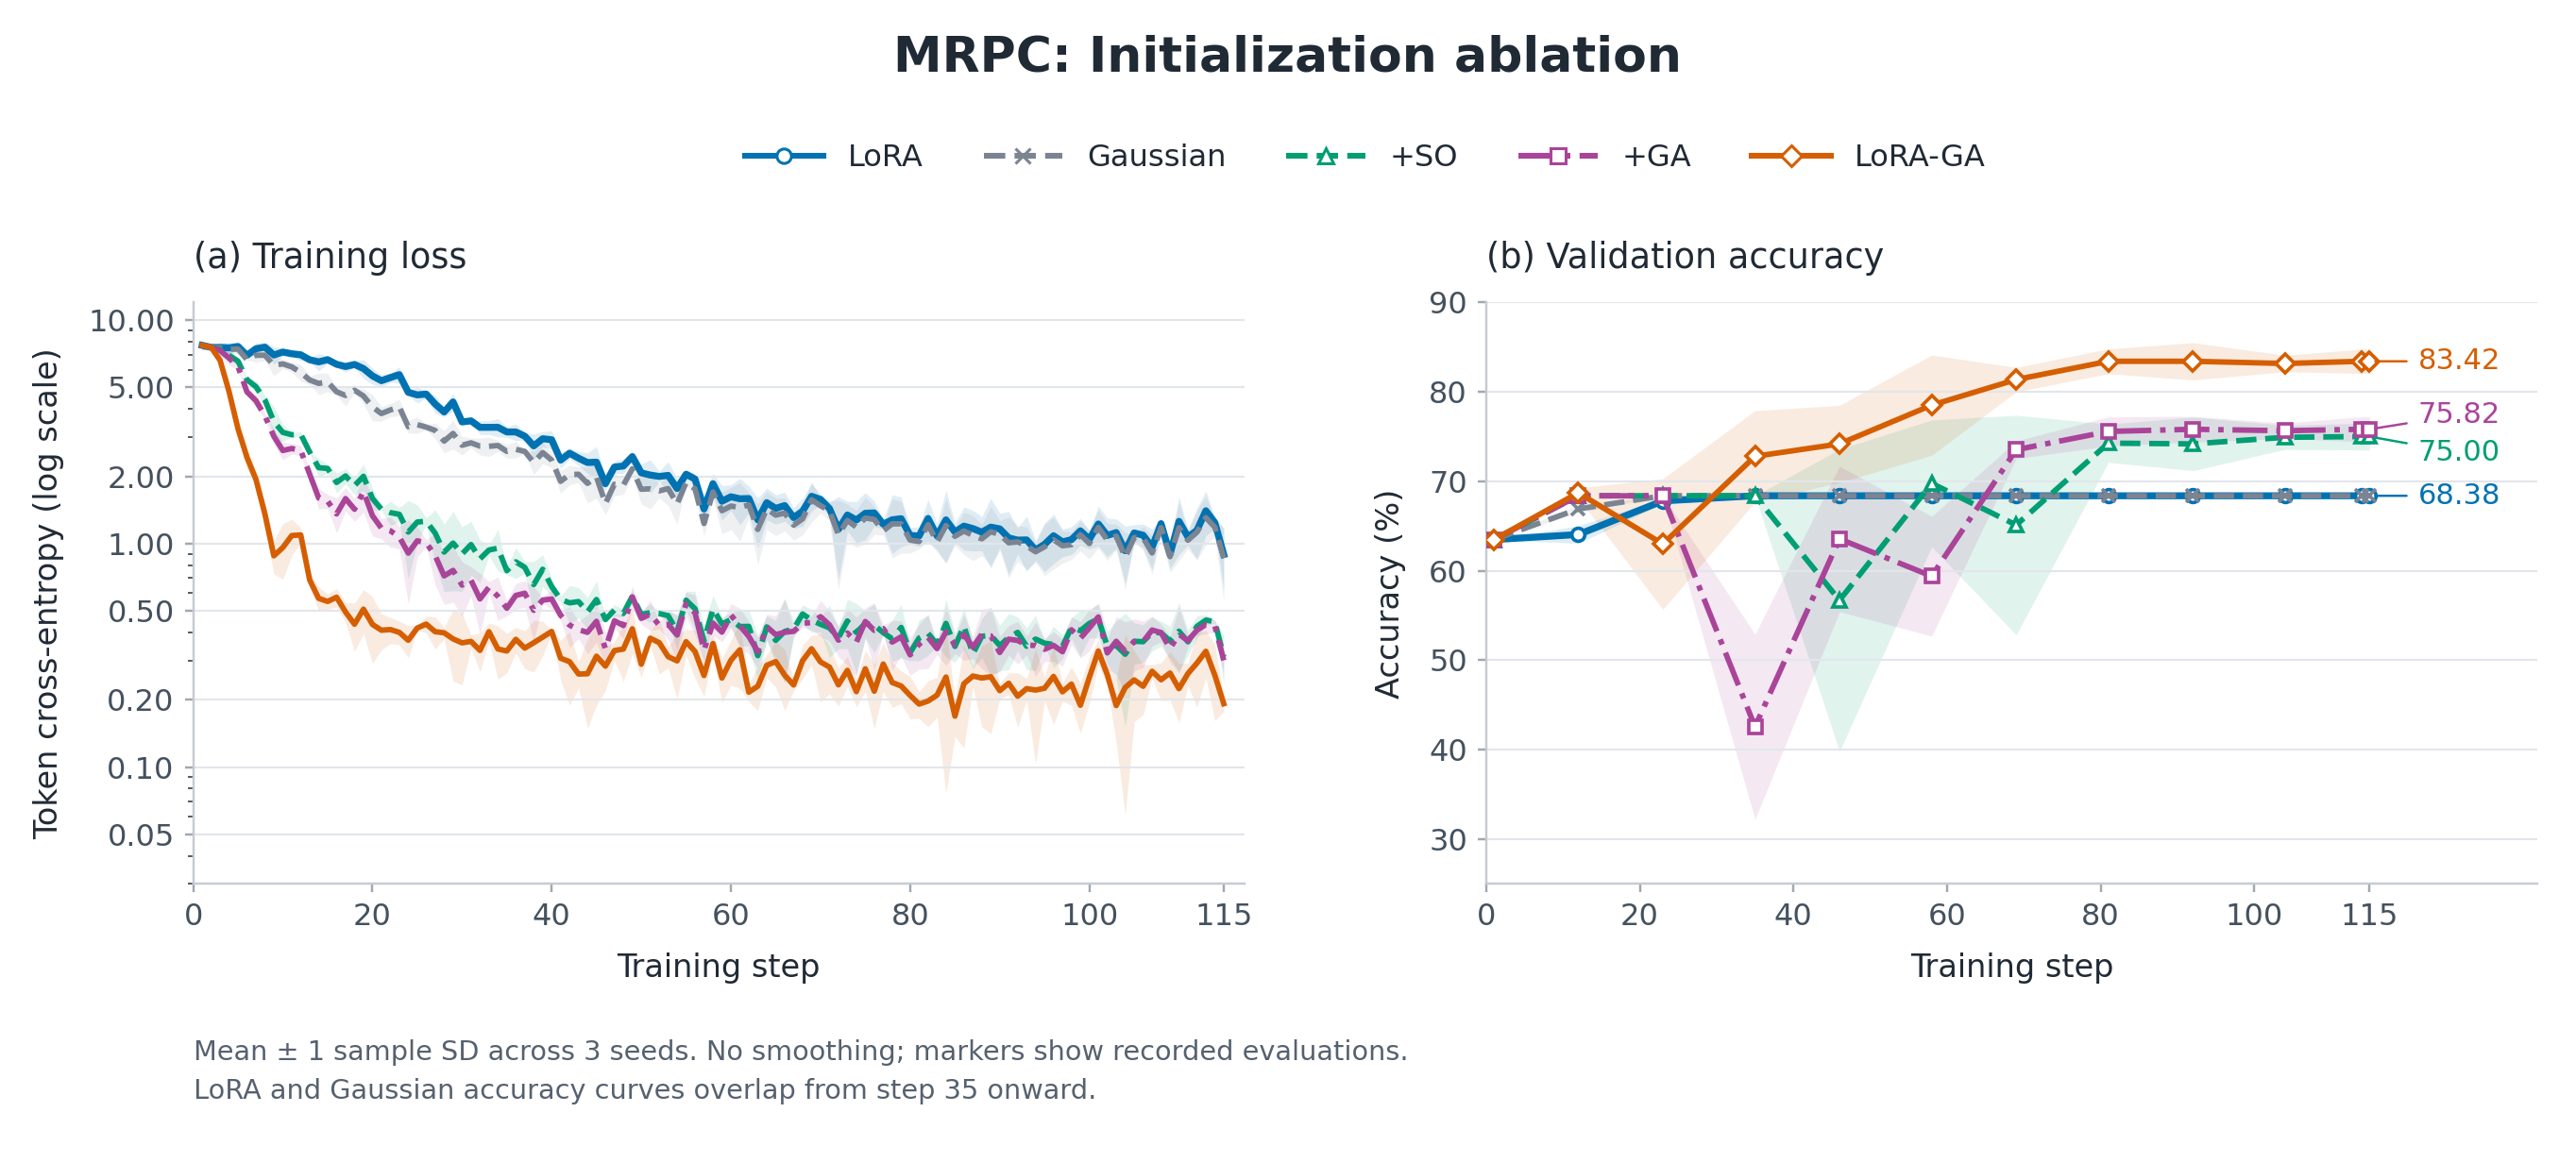 MRPC: Initialization ablation
LoRA Gaussian +SO +GA LoRA-GA
(a) Training loss
Token cross-entropy (log scale)
10.00
5.00
2.00
1.00
0.50
0.20
0.10
0.05
0 20 40 60 80 100 115
Training step
(b) Validation accuracy
Accuracy (%)
90
80
70
60
50
40
30
83.42
75.82
75.00
68.38
0 20 40 60 80 100 115
Training step
Mean ± 1 sample SD across 3 seeds. No smoothing; markers show recorded evaluations.
LoRA and Gaussian accuracy curves overlap from step 35 onward.